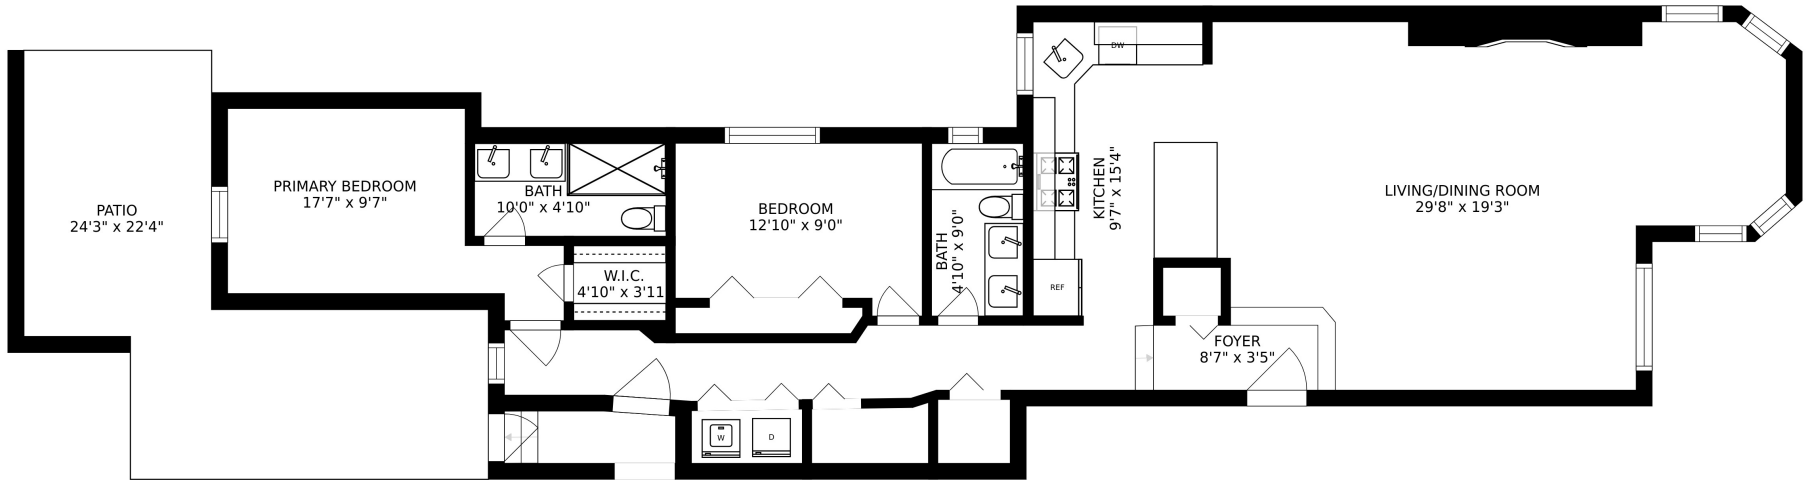 PATIO
24'3" x 22'4"
PRIMARY BEDROOM
17'7" x 9'7"
BATH
10'0" x 4'10"
W.I.C.
4'10" x 3'11
BEDROOM
12'10" x 9'0"
BATH
4'10" x 9'0"
W
D
DW
KITCHEN
9'7" x 15'4"
REF
FOYER
8'7" x 3'5"
LIVING/DINING ROOM
29'8" x 19'3"